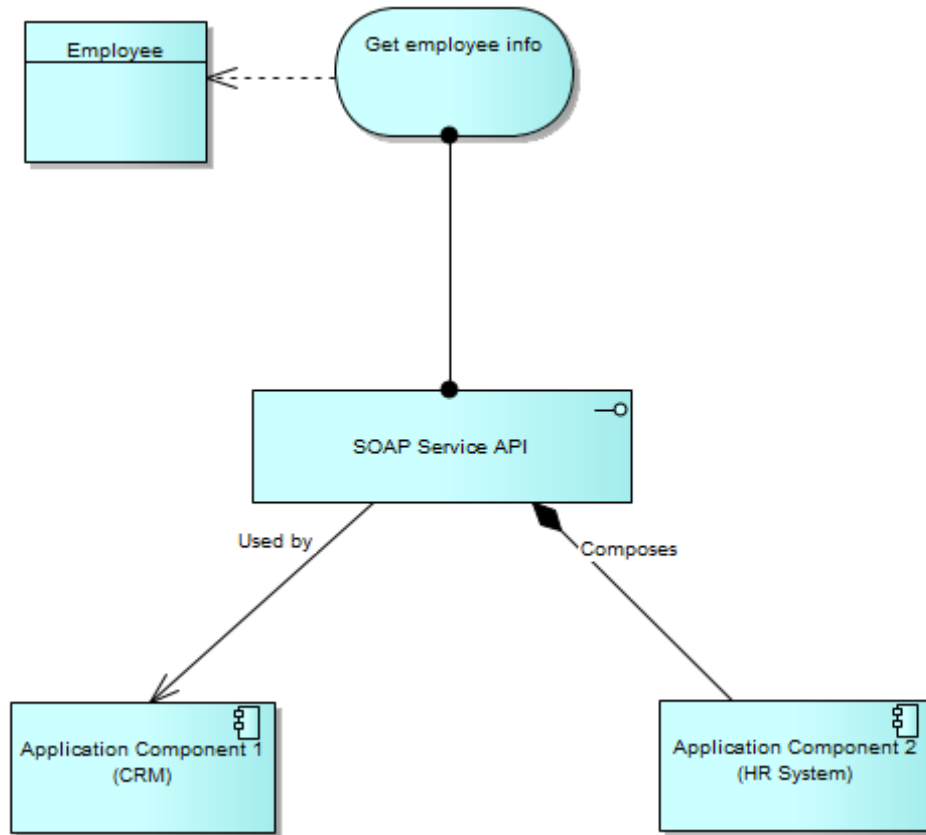 Employee
Get employee info
SOAP Service API
Used by
Composes
Application Component 1
(CRM)
Application Component 2
(HR System)